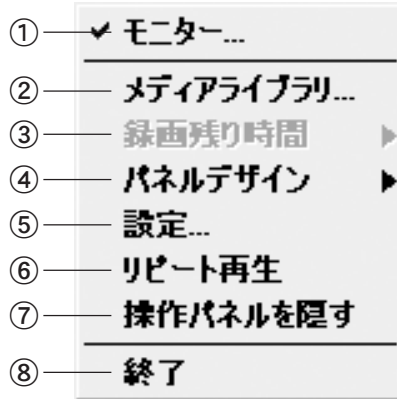 ① モニター...
② メディアライブラリ...
③ 録画残り時間
④ パネルデザイン
⑤ 設定...
⑥ リピート再生
⑦ 操作パネルを隠す
⑧ 終了